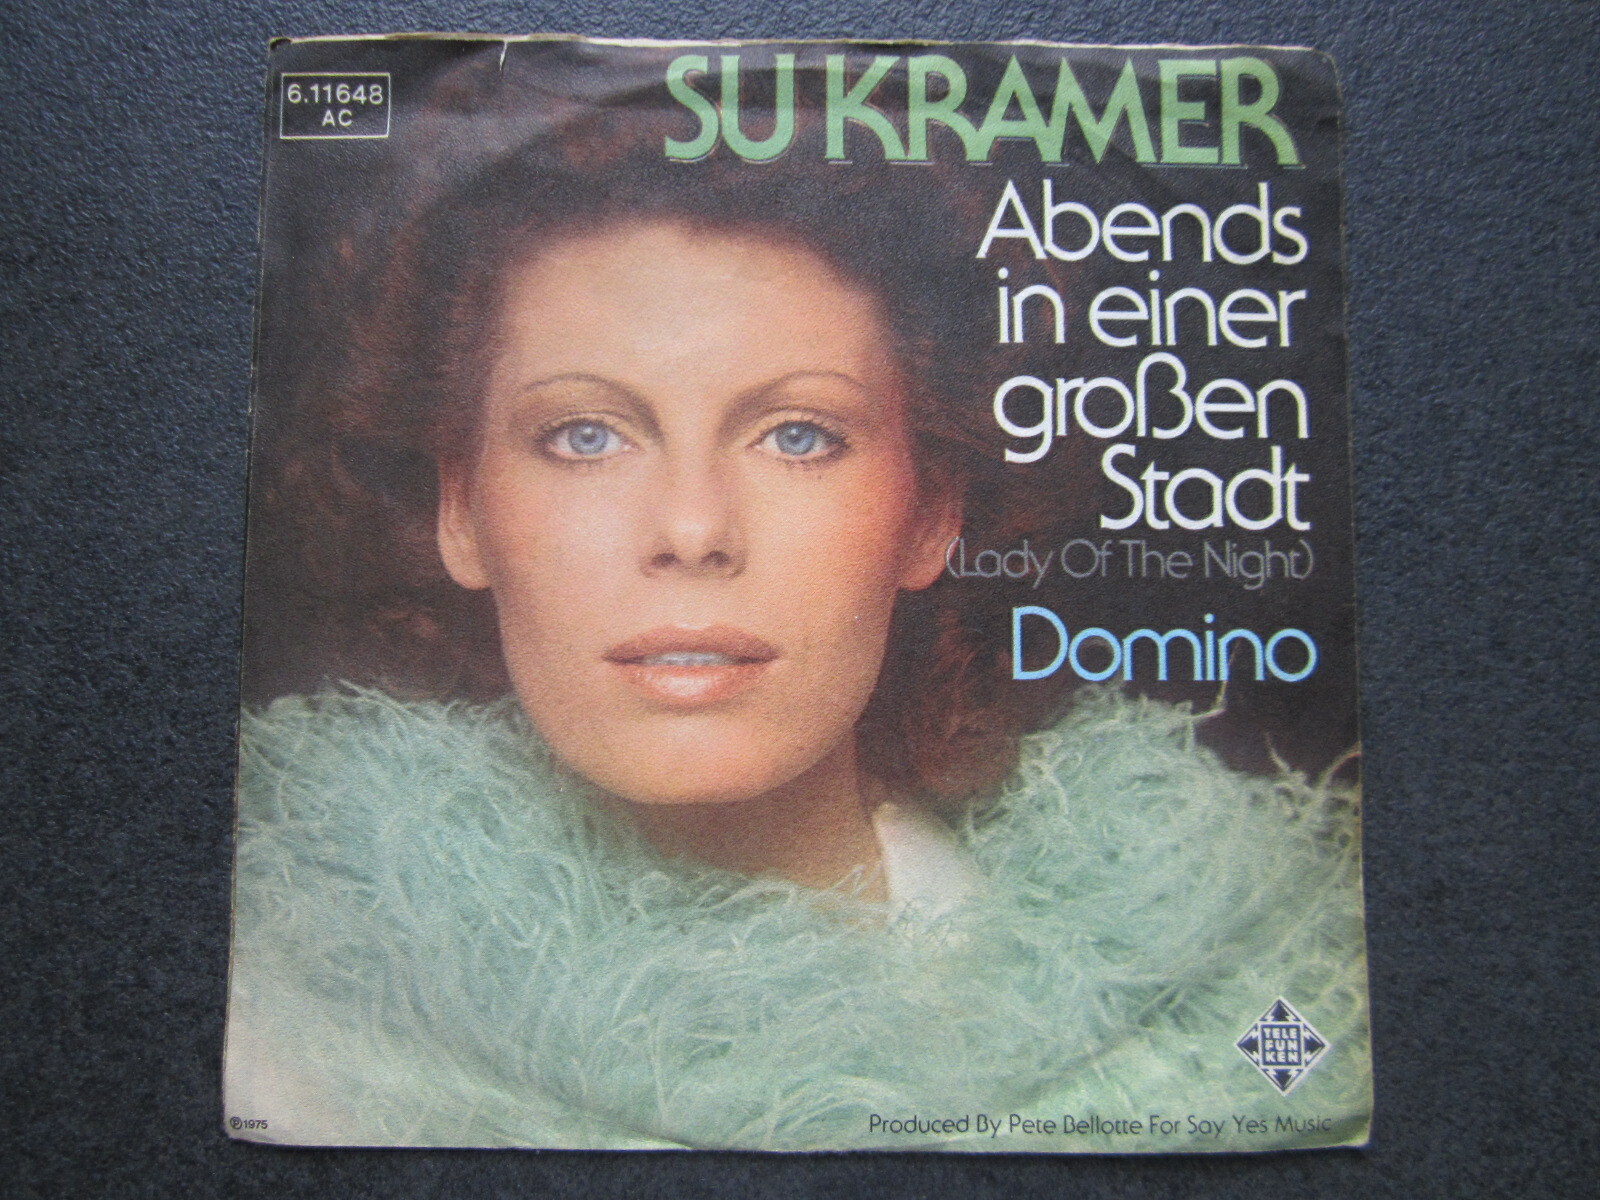 6.11648
AC
SU KRAMER
Abends
in einer
großen
Stadt
(Lady Of The Night)
Domino
TELE
FUN
KEN
℗1975
Produced By Pete Bellotte For Say Yes Music